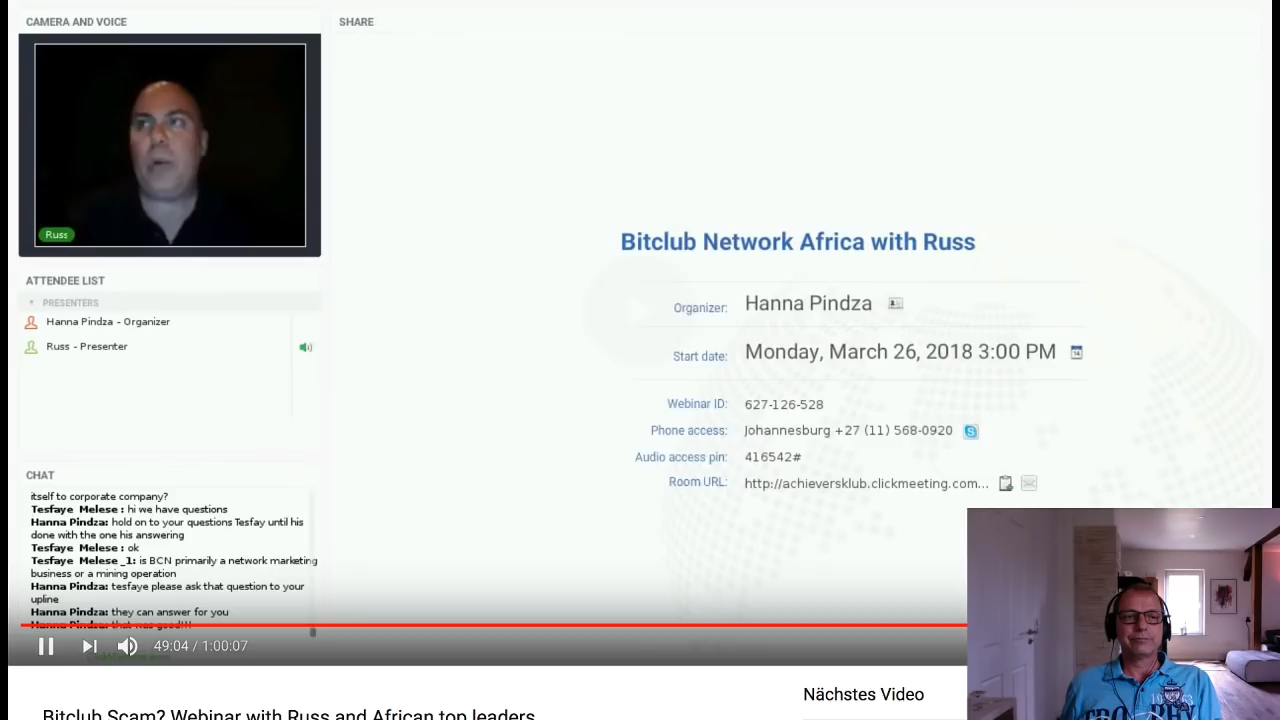 CAMERA AND VOICE
SHARE
Russ
ATTENDEE LIST
PRESENTERS
Hanna Pindza - Organizer
Russ - Presenter
CHAT
itself to corporate company?
Tesfaye Melese : hi we have questions
Hanna Pindza: hold on to your questions Tesfay until his
done with the one his answering
Tesfaye Melese : ok
Tesfaye Melese _1: is BCN primarily a network marketing
business or a mining operation
Hanna Pindza: tesfaye please ask that question to your
upline
Hanna Pindza: they can answer for you
Hanna Pindza: that was good!!!
49:04 / 1:00:07
Bitclub Network Africa with Russ
Organizer: Hanna Pindza
Start date: Monday, March 26, 2018 3:00 PM
Webinar ID: 627-126-528
Phone access: Johannesburg +27 (11) 568-0920
Audio access pin: 416542#
Room URL: http://achieversklub.clickmeeting.com...
Nächstes Video
Bitclub Scam? Webinar with Russ and African top leaders